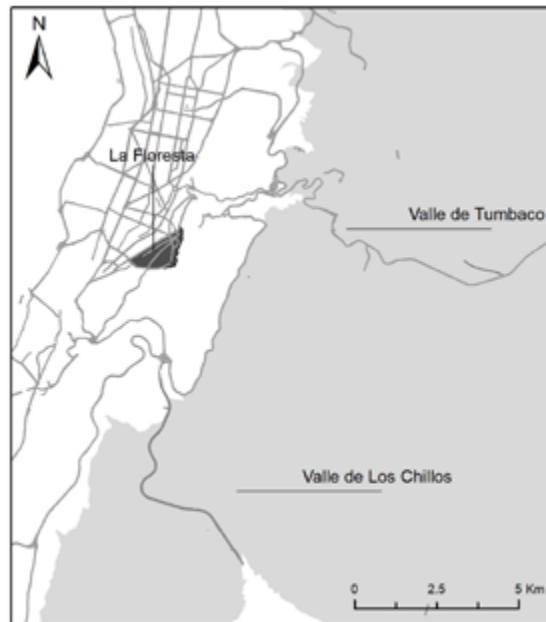 N
La Floresta
Valle de Tumbaco
Valle de Los Chillos
0 2.5 5 Km